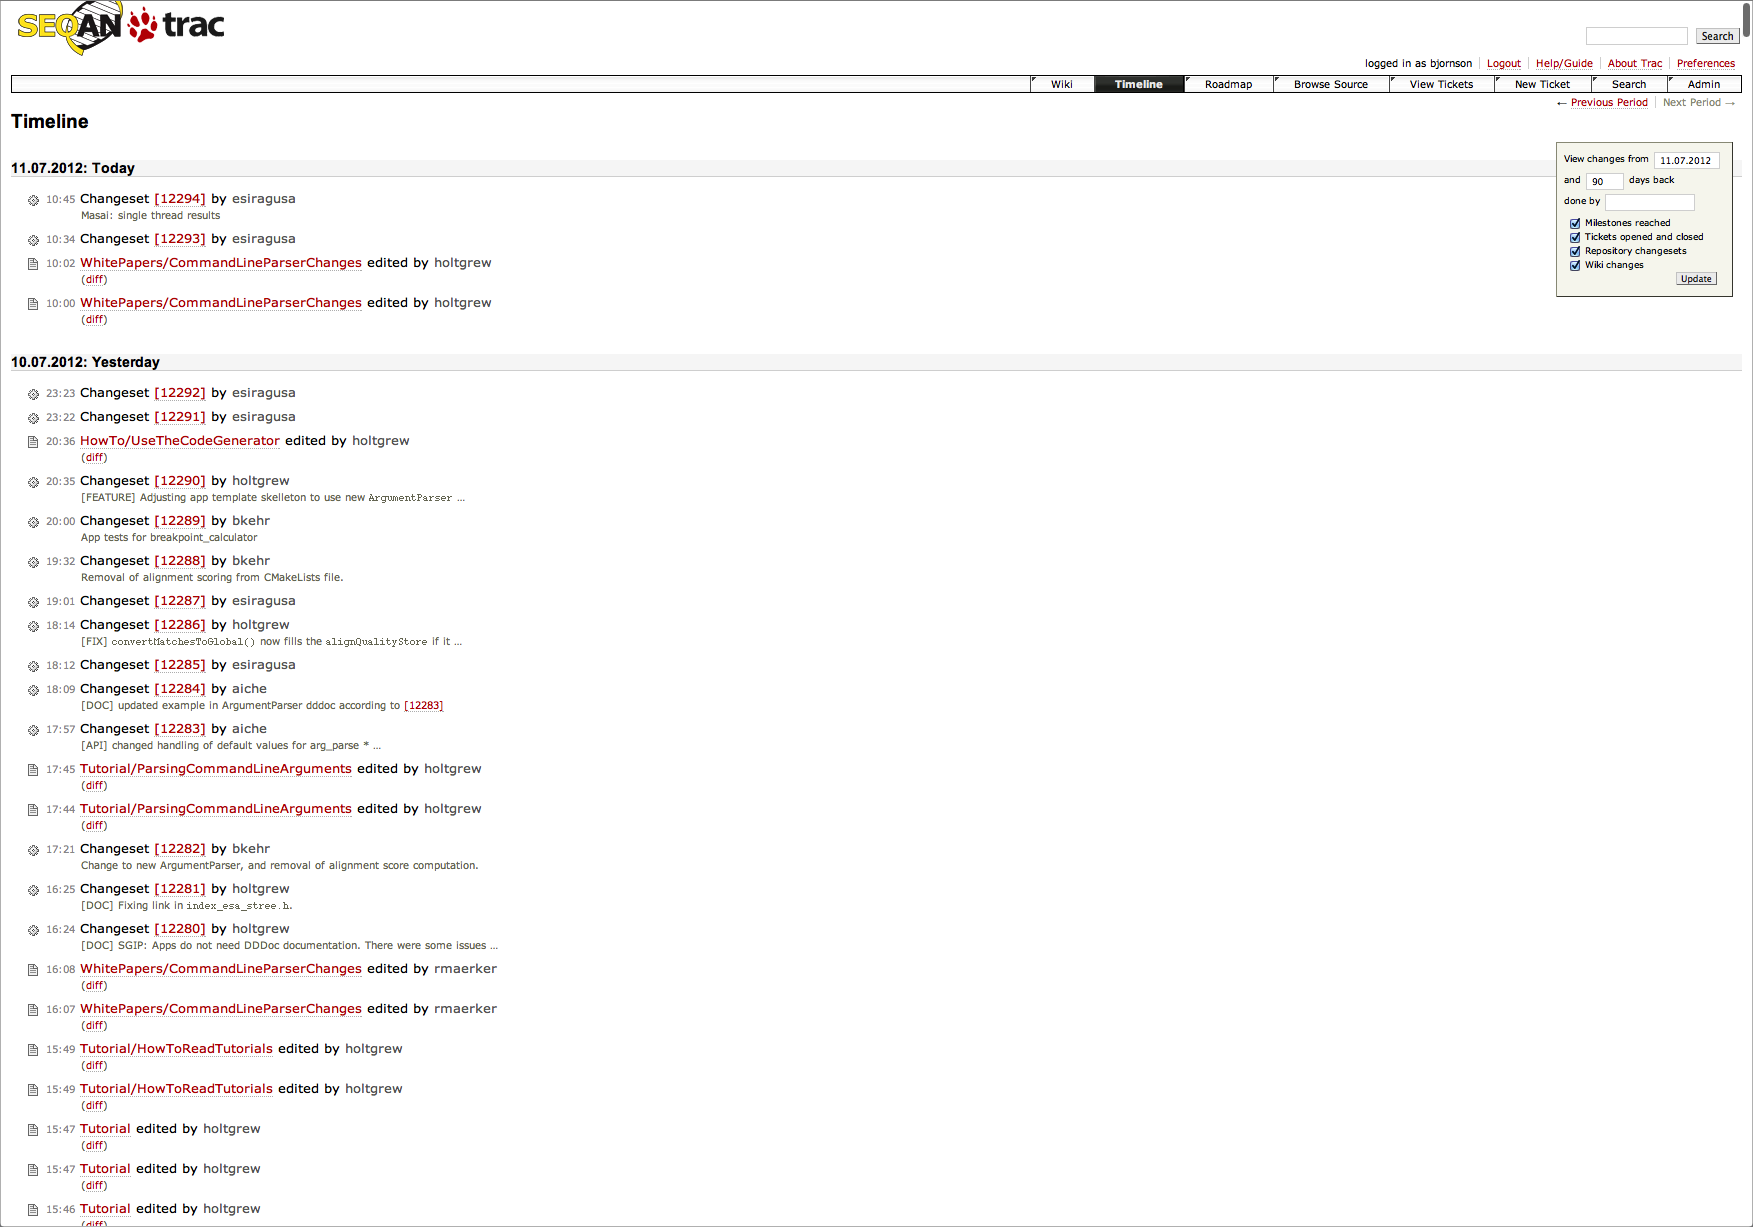 SEQAN trac
Search
logged in as bjornson Logout Help/Guide About Trac Preferences
Wiki Timeline Roadmap Browse Source View Tickets New Ticket Search Admin
← Previous Period Next Period →
Timeline
11.07.2012: Today
View changes from 11.07.2012
and 90 days back
done by
Milestones reached
Tickets opened and closed
Repository changesets
Wiki changes
Update
10:45 Changeset [12294] by esiragusa
Masai: single thread results
10:34 Changeset [12293] by esiragusa
10:02 WhitePapers/CommandLineParserChanges edited by holtgrew
(diff)
10:00 WhitePapers/CommandLineParserChanges edited by holtgrew
(diff)
10.07.2012: Yesterday
23:23 Changeset [12292] by esiragusa
23:22 Changeset [12291] by esiragusa
20:36 HowTo/UseTheCodeGenerator edited by holtgrew
(diff)
20:35 Changeset [12290] by holtgrew
[FEATURE] Adjusting app template skelleton to use new ArgumentParser ...
20:00 Changeset [12289] by bkehr
App tests for breakpoint_calculator
19:32 Changeset [12288] by bkehr
Removal of alignment scoring from CMakeLists file.
19:01 Changeset [12287] by esiragusa
18:14 Changeset [12286] by holtgrew
[FIX] convertMatchesToGlobal() now fills the alignQualityStore if it ...
18:12 Changeset [12285] by esiragusa
18:09 Changeset [12284] by aiche
[DOC] updated example in ArgumentParser dddoc according to [12283]
17:57 Changeset [12283] by aiche
[API] changed handling of default values for arg_parse * ...
17:45 Tutorial/ParsingCommandLineArguments edited by holtgrew
(diff)
17:44 Tutorial/ParsingCommandLineArguments edited by holtgrew
(diff)
17:21 Changeset [12282] by bkehr
Change to new ArgumentParser, and removal of alignment score computation.
16:25 Changeset [12281] by holtgrew
[DOC] Fixing link in index_esa_stree.h.
16:24 Changeset [12280] by holtgrew
[DOC] SGIP: Apps do not need DDDoc documentation. There were some issues ...
16:08 WhitePapers/CommandLineParserChanges edited by rmaerker
(diff)
16:07 WhitePapers/CommandLineParserChanges edited by rmaerker
(diff)
15:49 Tutorial/HowToReadTutorials edited by holtgrew
(diff)
15:49 Tutorial/HowToReadTutorials edited by holtgrew
(diff)
15:47 Tutorial edited by holtgrew
(diff)
15:47 Tutorial edited by holtgrew
(diff)
15:46 Tutorial edited by holtgrew
(diff)